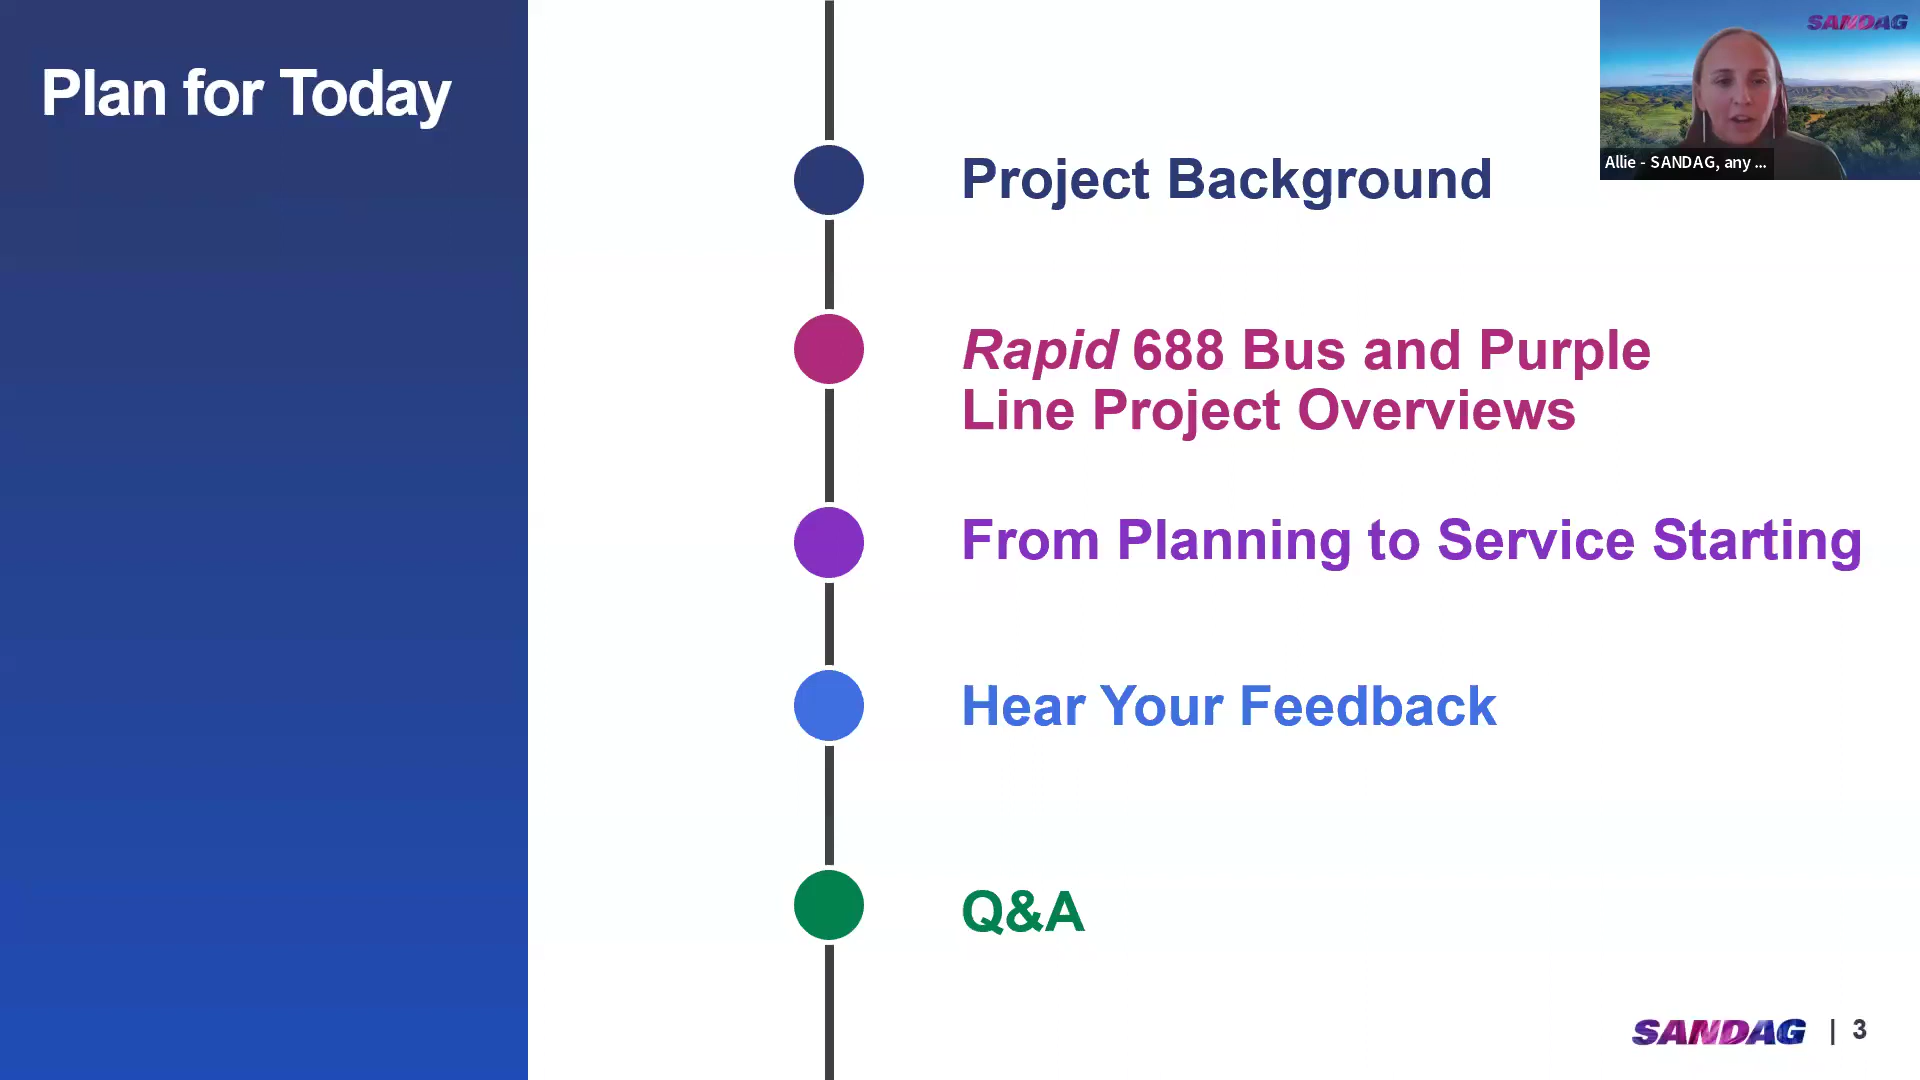 Plan for Today
SANDAG
Allie - SANDAG, any ...
Project Background
Rapid 688 Bus and Purple
Line Project Overviews
From Planning to Service Starting
Hear Your Feedback
Q&A
SANDAG | 3